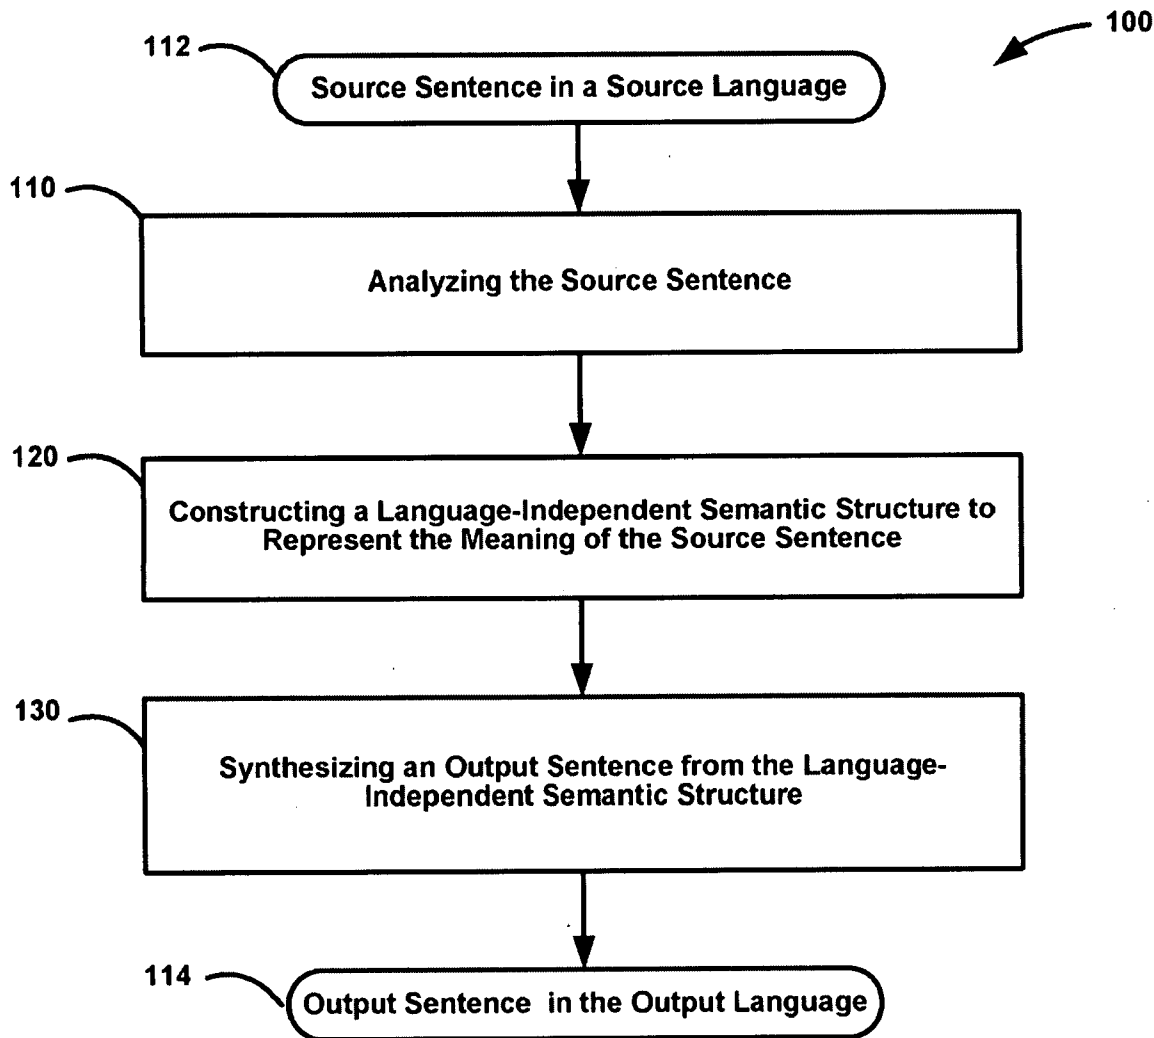 100
112
Source Sentence in a Source Language
110
Analyzing the Source Sentence
120
Constructing a Language-Independent Semantic Structure to
Represent the Meaning of the Source Sentence
130
Synthesizing an Output Sentence from the Language-
Independent Semantic Structure
114
Output Sentence in the Output Language